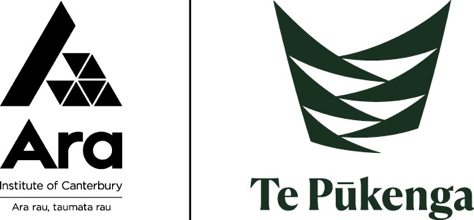 Ara
Institute of Canterbury
Ara rau, taumata rau
Te Pūkenga